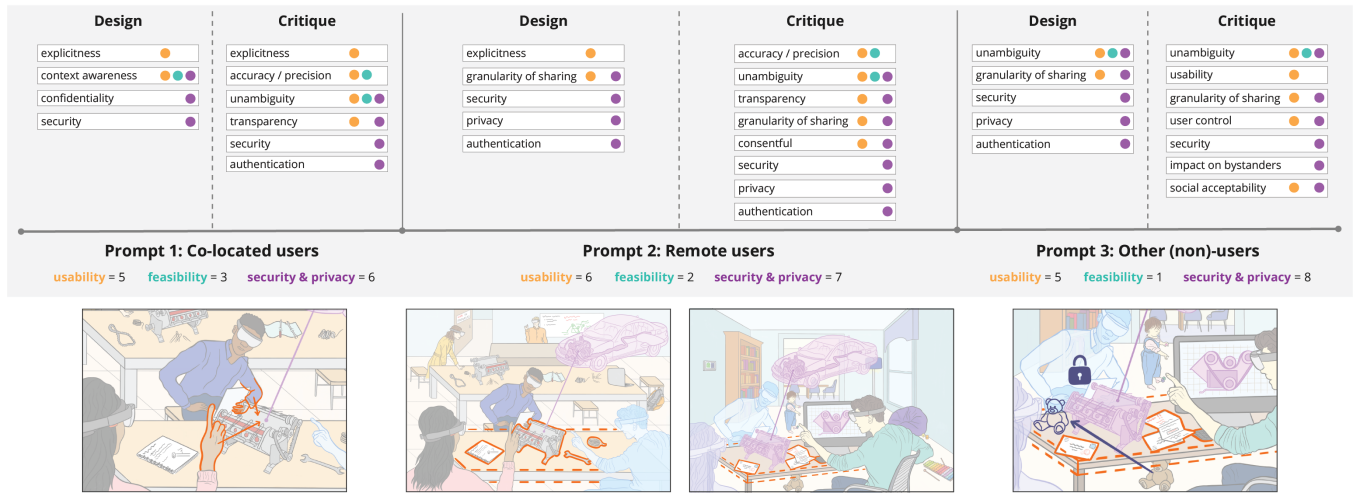 Design
explicitness
context awareness
confidentiality
security
Critique
explicitness
accuracy / precision
unambiguity
transparency
security
authentication
Design
explicitness
granularity of sharing
security
privacy
authentication
Critique
accuracy / precision
unambiguity
transparency
granularity of sharing
consentful
security
privacy
authentication
Design
unambiguity
granularity of sharing
security
privacy
authentication
Critique
unambiguity
usability
granularity of sharing
user control
security
impact on bystanders
social acceptability
Prompt 1: Co-located users
usability = 5 feasibility = 3 security & privacy = 6
Prompt 2: Remote users
usability = 6 feasibility = 2 security & privacy = 7
Prompt 3: Other (non)-users
usability = 5 feasibility = 1 security & privacy = 8